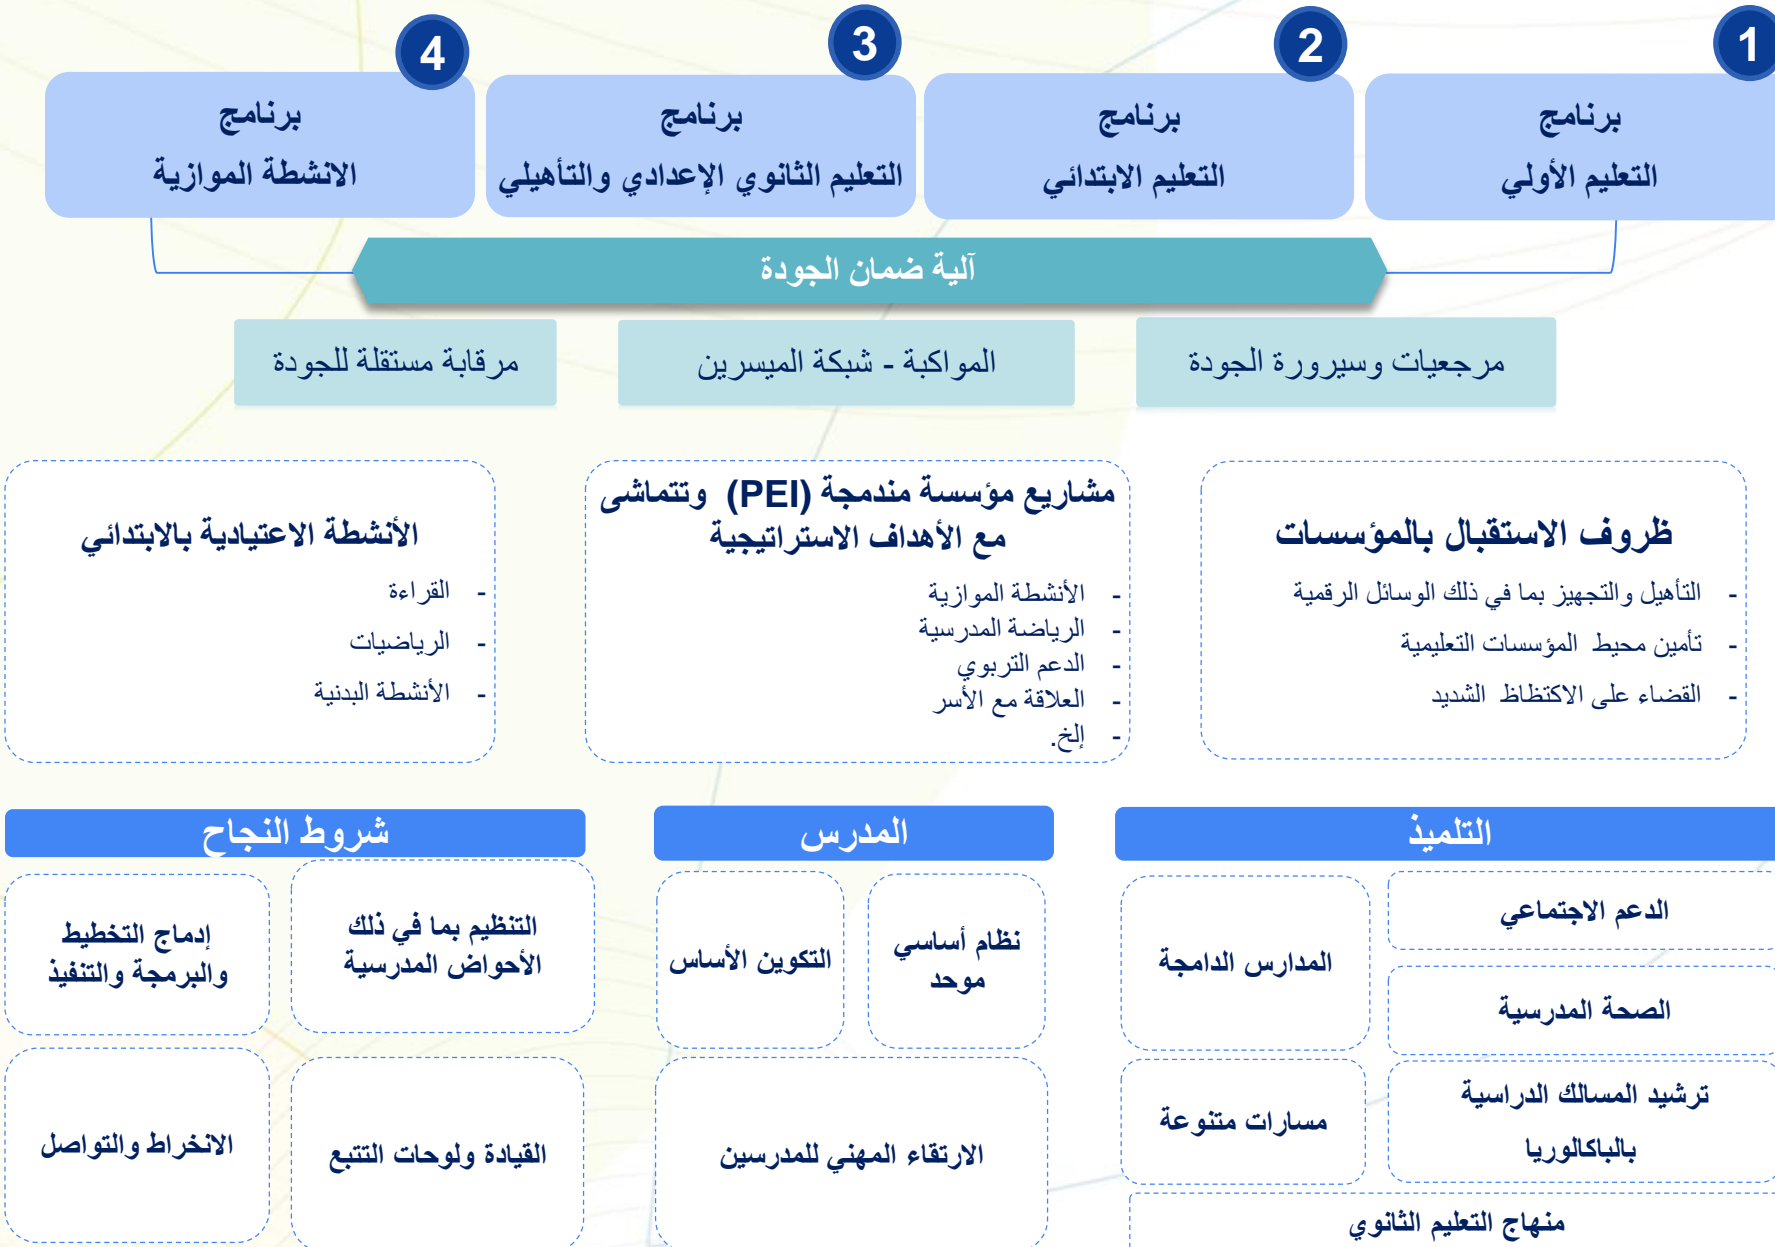 1
برنامج
التعليم الأولي
2
برنامج
التعليم الابتدائي
3
برنامج
التعليم الثانوي الإعدادي والتأهيلي
4
برنامج
الانشطة الموازية
آلية ضمان الجودة
مرجعيات وسيرورة الجودة
المواكبة - شبكة الميسرين
مرقابة مستقلة للجودة
ظروف الاستقبال بالمؤسسات
- التأهيل والتجهيز بما في ذلك الوسائل الرقمية
- تأمين محيط المؤسسات التعليمية
- القضاء على الاكتظاظ الشديد
مشاريع مؤسسة مندمجة (PEI) وتتماشى
مع الأهداف الاستراتيجية
- الأنشطة الموازية
- الرياضة المدرسية
- الدعم التربوي
- العلاقة مع الأسر
- إلخ.
الأنشطة الاعتيادية بالابتدائي
- القراءة
- الرياضيات
- الأنشطة البدنية
التلميذ
الدعم الاجتماعي
المدارس الدامجة
الصحة المدرسية
ترشيد المسالك الدراسية
بالباكالوريا
مسارات متنوعة
منهاج التعليم الثانوي
المدرس
نظام أساسي
موحد
التكوين الأساس
الارتقاء المهني للمدرسين
شروط النجاح
التنظيم بما في ذلك
الأحواض المدرسية
إدماج التخطيط
والبرمجة والتنفيذ
القيادة ولوحات التتبع
الانخراط والتواصل